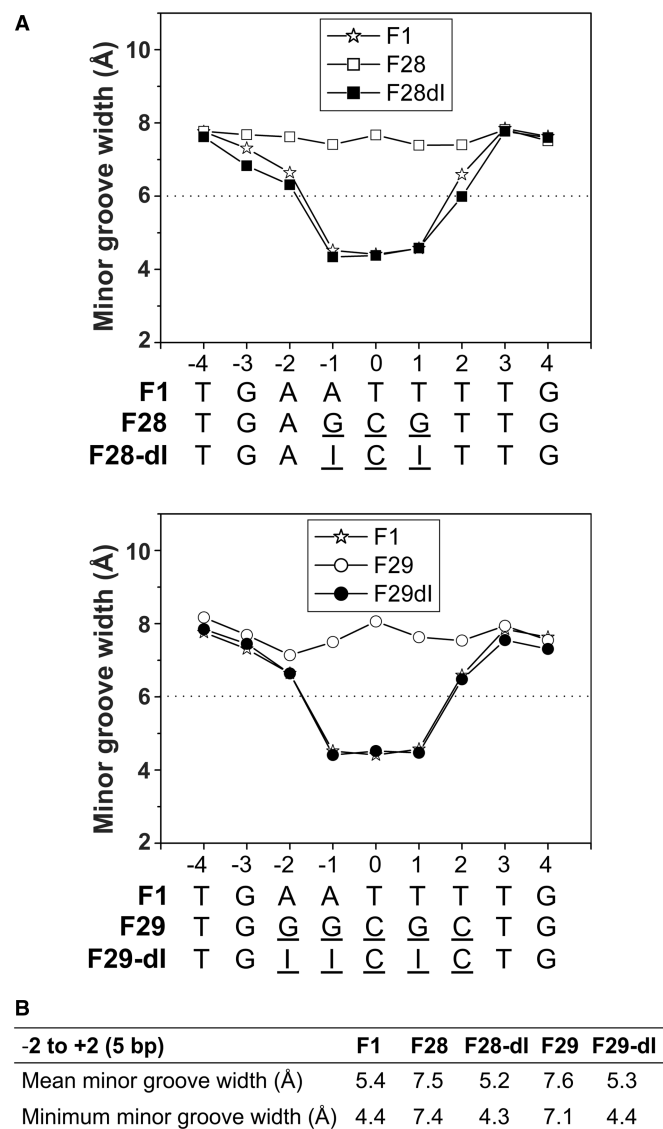 A
Minor groove width (Å)
10
8
6
4
2
F1
F28
F28dI
-4 -3 -2 -1 0 1 2 3 4
F1 T G A A T T T T G
F28 T G A G C G T T G
F28-dI T G A I C I T T G
Minor groove width (Å)
10
8
6
4
2
F1
F29
F29dI
-4 -3 -2 -1 0 1 2 3 4
F1 T G A A T T T T G
F29 T G G G C G C T G
F29-dI T G I I C I C T G
B
-2 to +2 (5 bp) F1 F28 F28-dI F29 F29-dI
Mean minor groove width (Å) 5.4 7.5 5.2 7.6 5.3
Minimum minor groove width (Å) 4.4 7.4 4.3 7.1 4.4